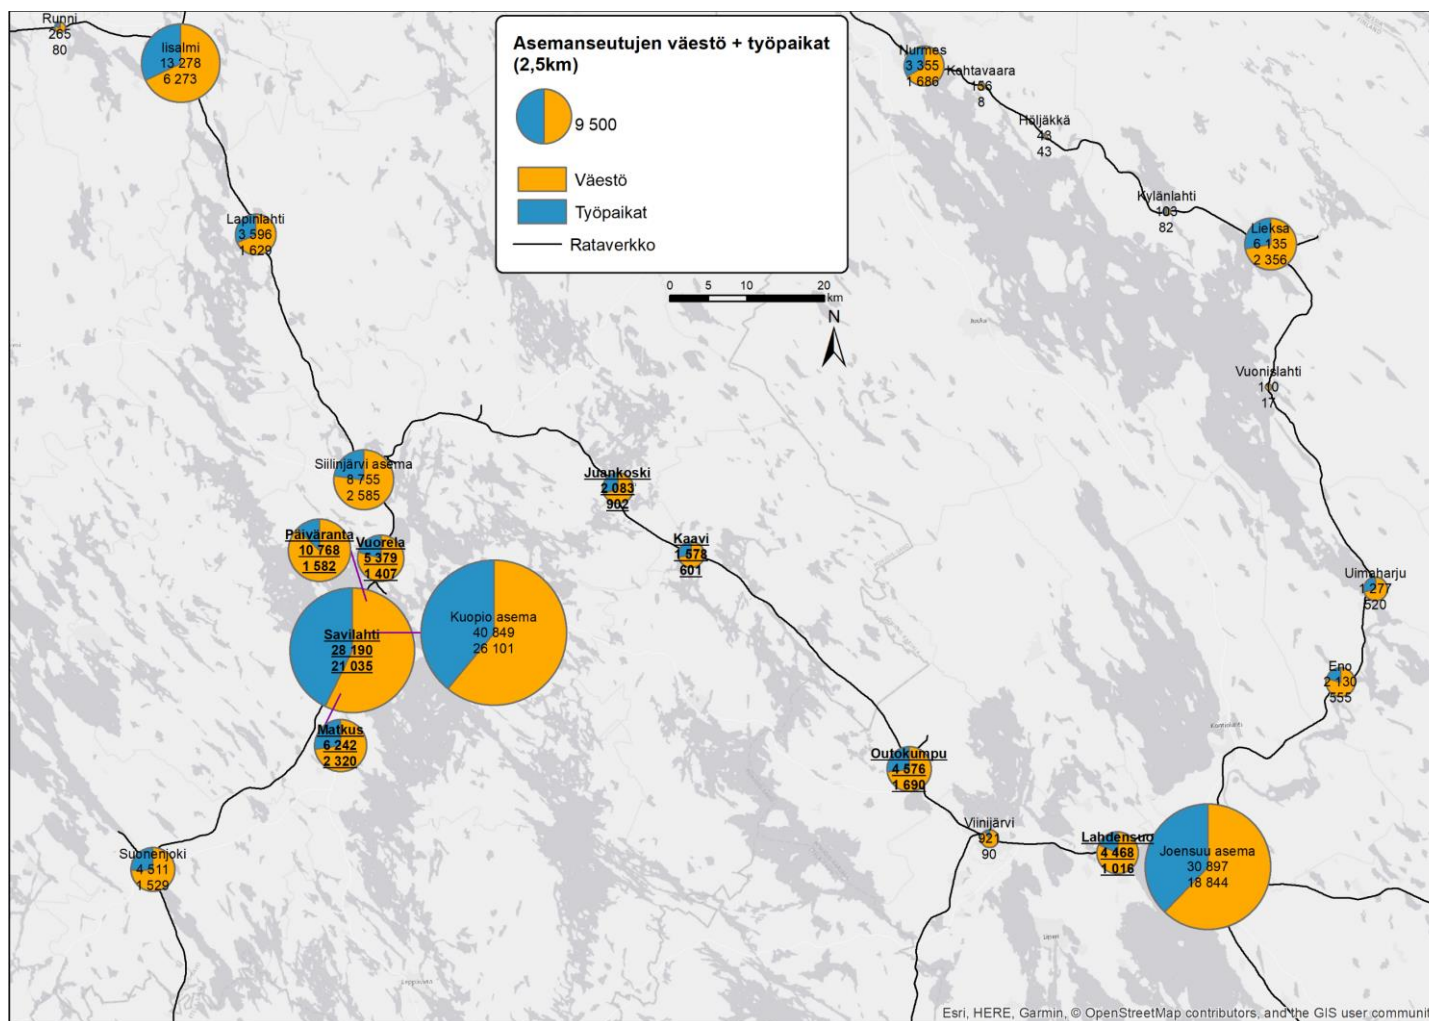 Runni
265
80
Iisalmi
13 278
6 273
Asemanseutujen väestö + työpaikat
(2,5km)
9 500
Väestö
Työpaikat
Rataverkko
0 5 10 20
km
N
Nurmes
3 355
1 686
Kohtavaara
156
8
Höljäkkä
43
43
Kylänlahti
103
82
Lieksa
6 135
2 356
Lapinlahti
3 596
1 629
Vuonislahti
110
17
Siilinjärvi asema
8 755
2 585
Juankoski
2 083
902
Päiväranta
10 768
1 582
Vuorela
5 379
1 407
Kaavi
1 578
601
Uimaharju
1 277
520
Savilahti
28 190
21 035
Kuopio asema
40 849
26 101
Eno
2 130
555
Matkus
6 242
2 320
Outokumpu
4 576
1 690
Viinijärvi
921
90
Lahdensuo
4 468
1 016
Joensuu asema
30 897
18 844
Suonenjoki
4 511
1 529
Esri, HERE, Garmin, © OpenStreetMap contributors, and the GIS user communit